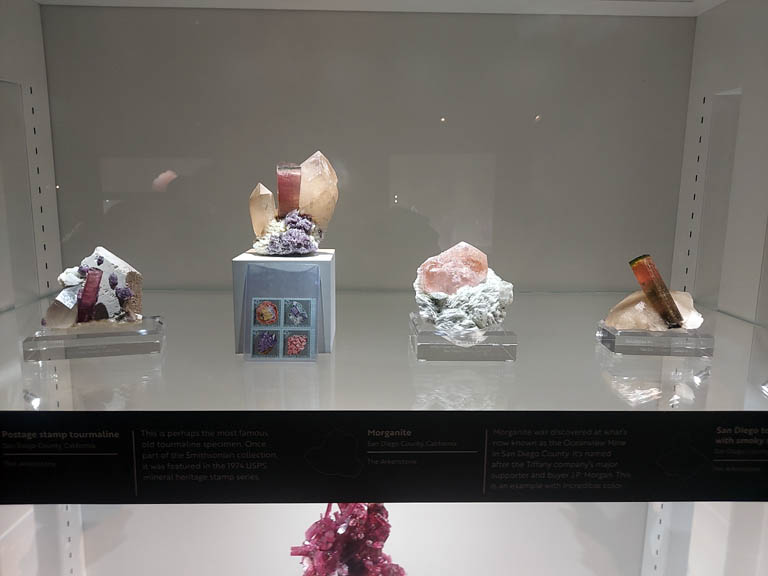 Postage stamp tourmaline
San Diego County, California
The Arkenstone
This is perhaps the most famous
old tourmaline specimen. Once
part of the Smithsonian collection,
it was featured in the 1974 USPS
mineral heritage stamp series.
Morganite
San Diego County, California
The Arkenstone
Morganite was discovered at what's
now known as the Oceanview Mine
in San Diego County. It's named
after the Tiffany company's major
supporter and buyer J.P. Morgan. This
is an example with incredible color.
San Diego to
with smoky
San Diego
The Arkenstone